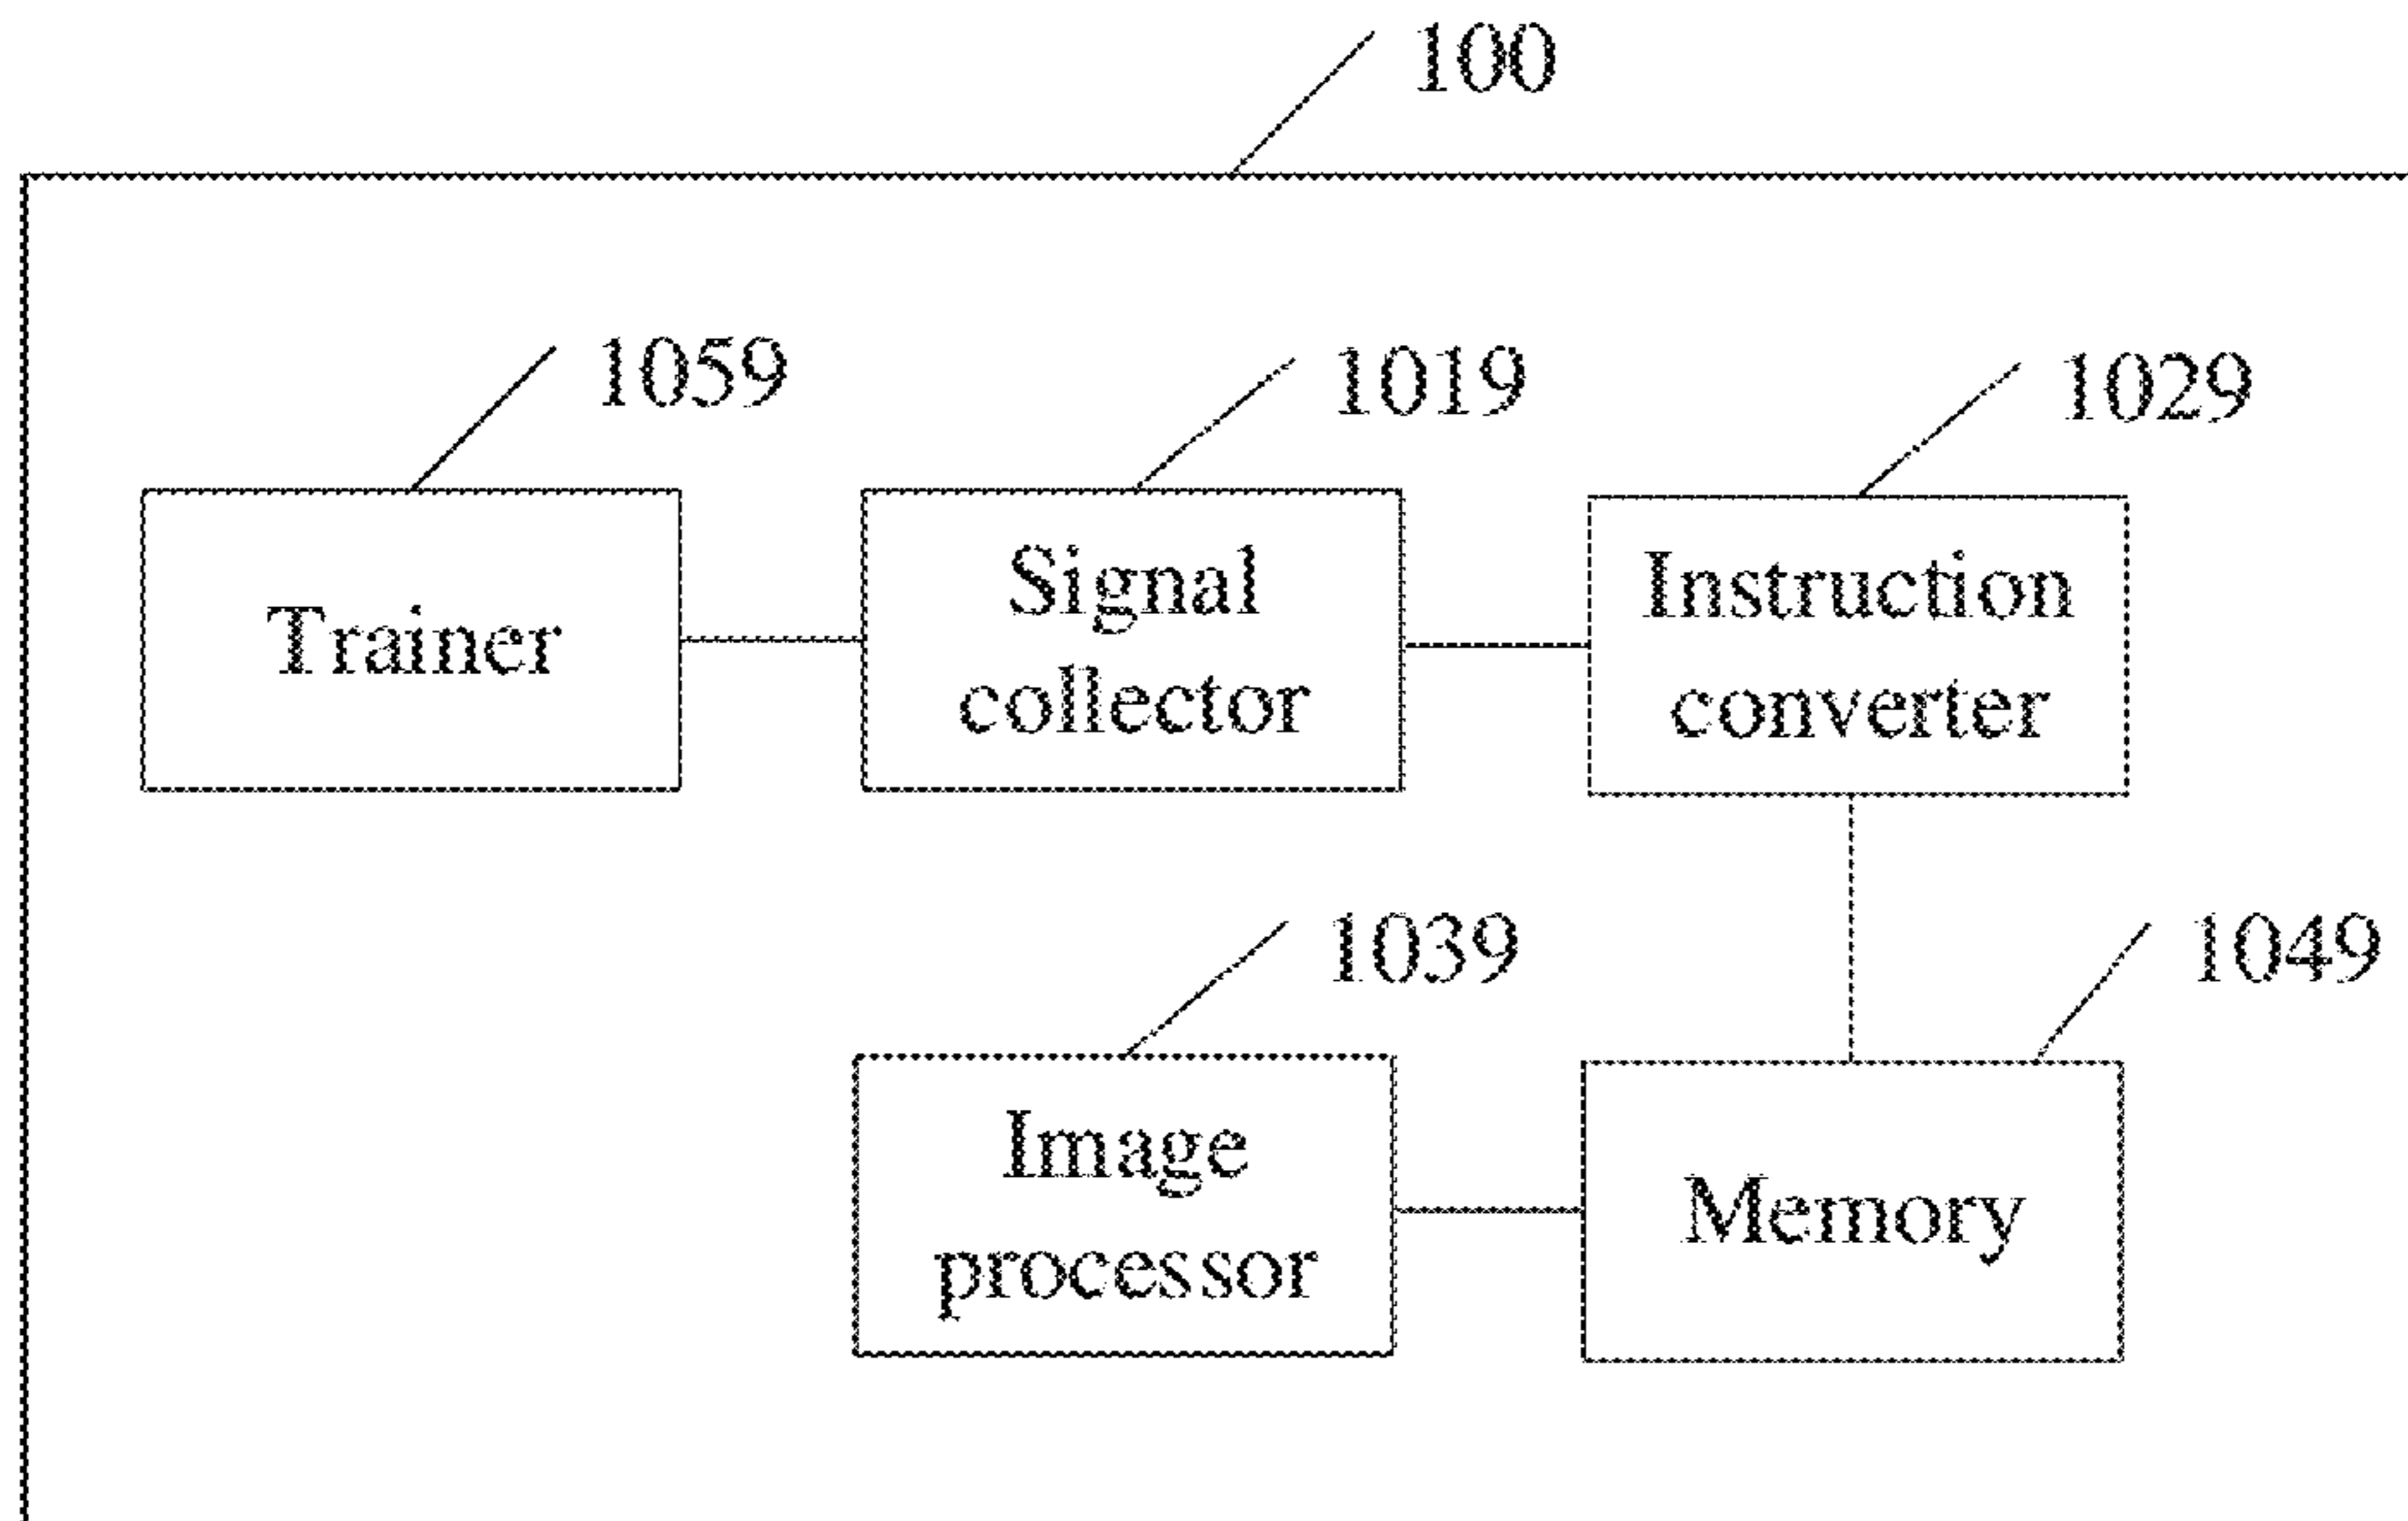 100
1059
1019
1029
Trainer
Signal
collector
Instruction
converter
1039
1049
Image
processor
Memory